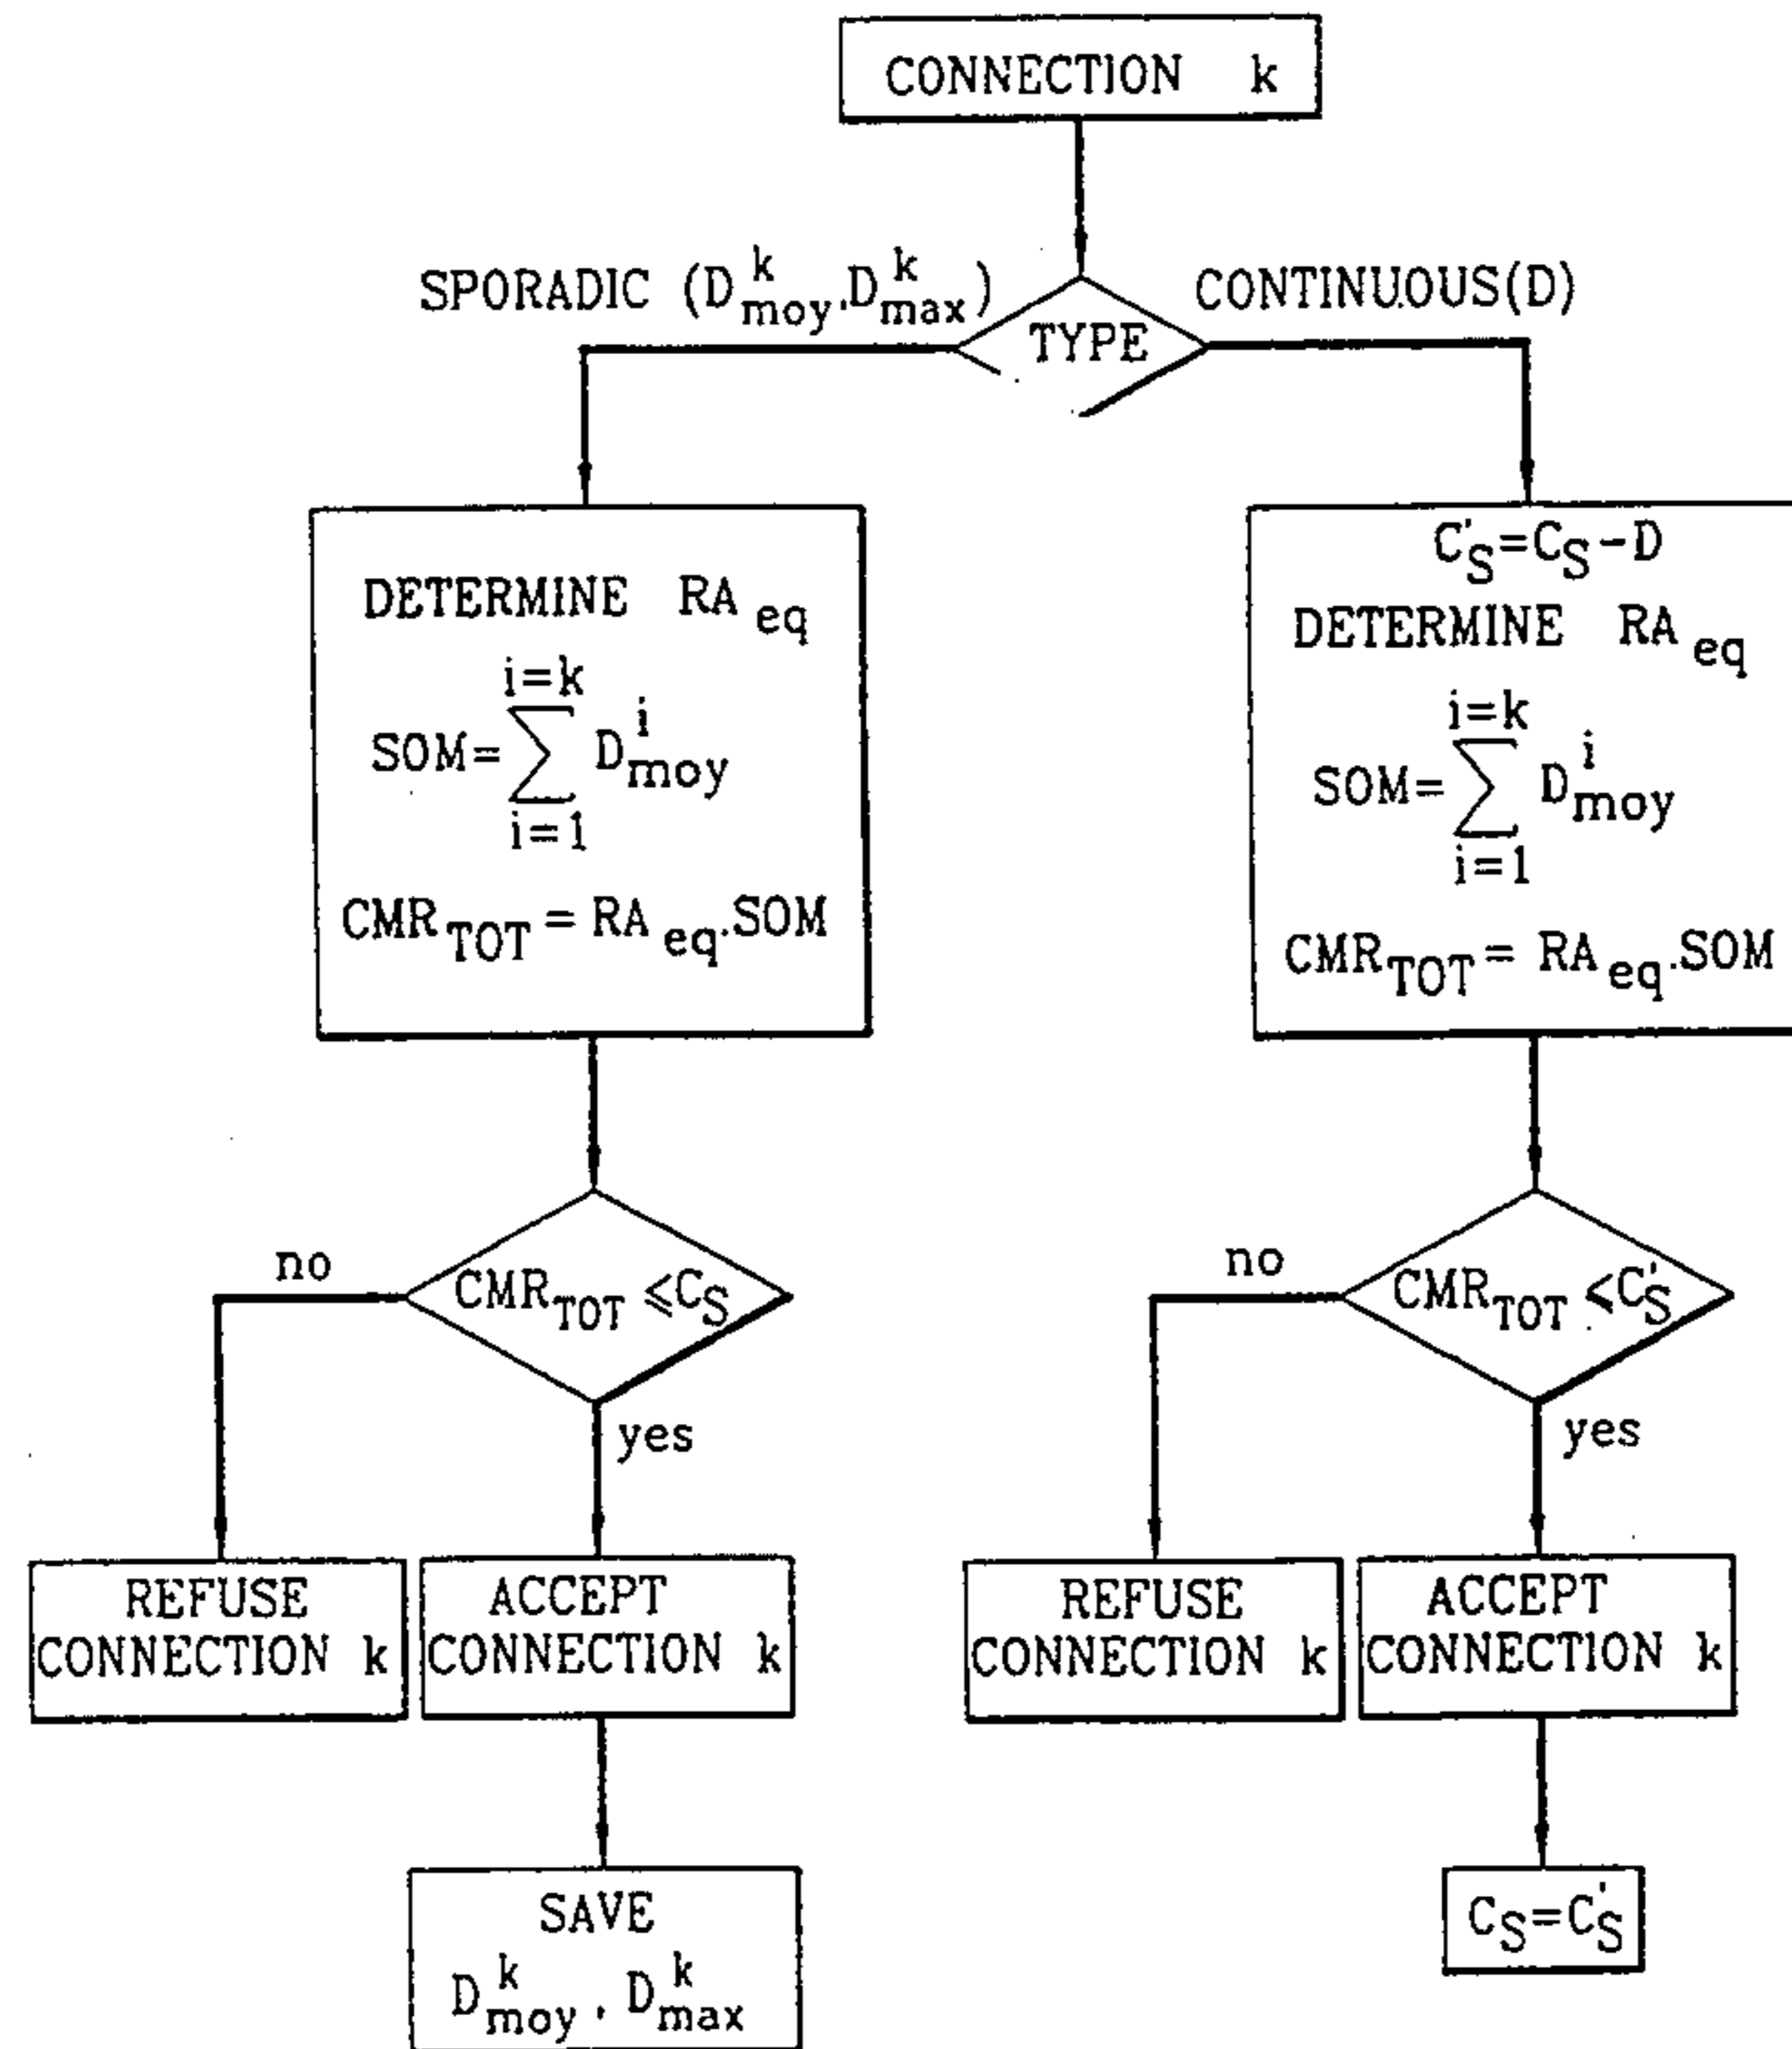 CONNECTION k
SPORADIC (D^k_moy.D^k_max)
CONTINUOUS(D)
TYPE
DETERMINE RA_eq
i=k
SOM=∑ D^i_moy
i=1
CMR_TOT = RA_eq.SOM
C'_S=C_S-D
DETERMINE RA_eq
i=k
SOM=∑ D^i_moy
i=1
CMR_TOT = RA_eq.SOM
no
CMR_TOT ⩽C_S
yes
no
CMR_TOT <C'_S
yes
REFUSE
CONNECTION k
ACCEPT
CONNECTION k
REFUSE
CONNECTION k
ACCEPT
CONNECTION k
SAVE
D^k_moy, D^k_max
C_S=C'_S